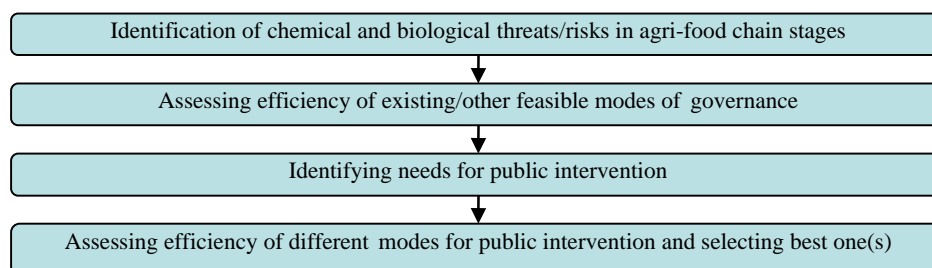 Identification of chemical and biological threats/risks in agri-food chain stages
Assessing efficiency of existing/other feasible modes of governance
Identifying needs for public intervention
Assessing efficiency of different modes for public intervention and selecting best one(s)